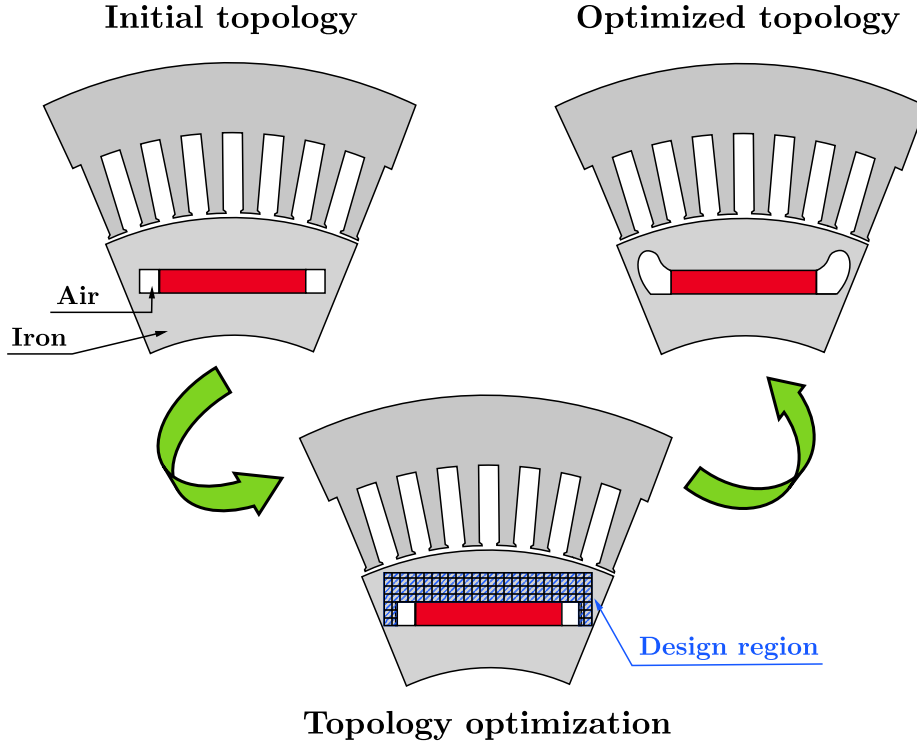 Initial topology
Optimized topology
Air
Iron
Design region
Topology optimization